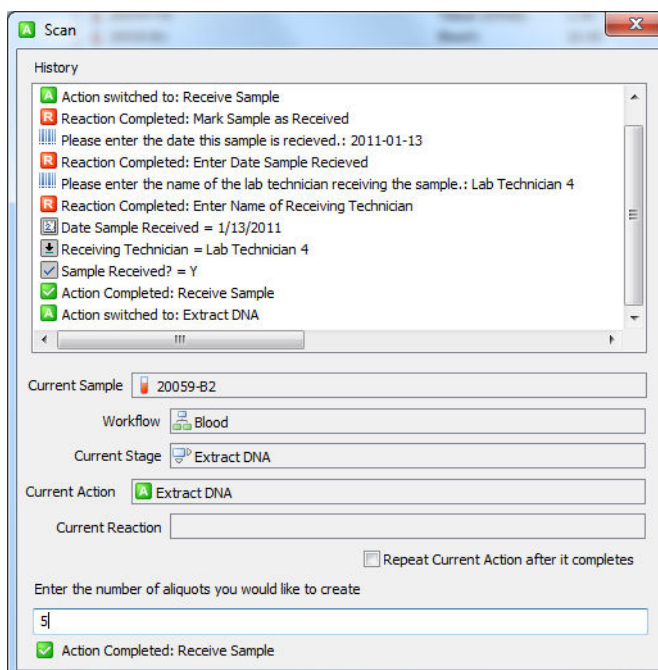 Scan
History
Action switched to: Receive Sample
Reaction Completed: Mark Sample as Received
Please enter the date this sample is recieved.: 2011-01-13
Reaction Completed: Enter Date Sample Recieved
Please enter the name of the lab technician receiving the sample.: Lab Technician 4
Reaction Completed: Enter Name of Receiving Technician
Date Sample Received = 1/13/2011
Receiving Technician = Lab Technician 4
Sample Received? = Y
Action Completed: Receive Sample
Action switched to: Extract DNA
Current Sample 20059-B2
Workflow Blood
Current Stage Extract DNA
Current Action Extract DNA
Current Reaction
Repeat Current Action after it completes
Enter the number of aliquots you would like to create
5
Action Completed: Receive Sample